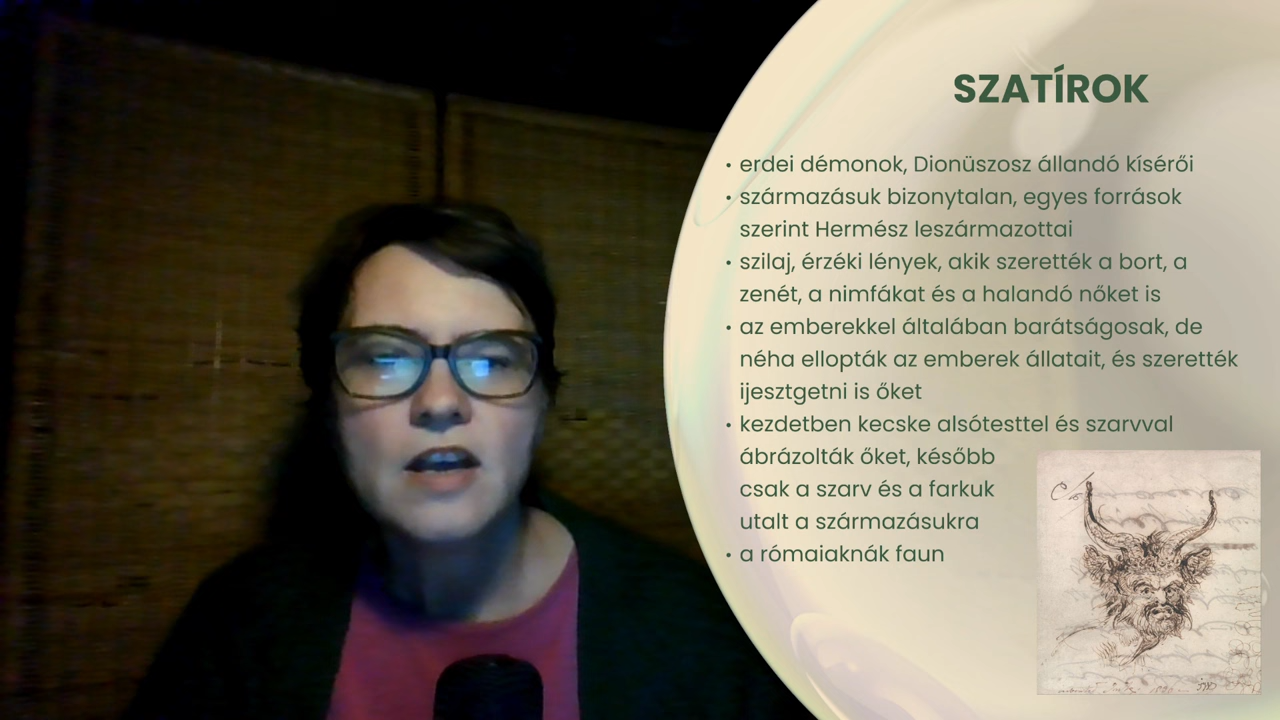 SZATÍROK
• erdei démonok, Dionüszosz állandó kísérői
• származásuk bizonytalan, egyes források
szerint Hermész leszármazottai
• szilaj, érzéki lények, akik szerették a bort, a
zenét, a nimfákat és a halandó nőket is
• az emberekkel általában barátságosak, de
néha ellopták az emberek állatait, és szerették
ijesztgetni is őket
• kezdetben kecske alsótesttel és szarvval
ábrázolták őket, később
csak a szarv és a farkuk
utalt a származásukra
• a rómaiaknák faun